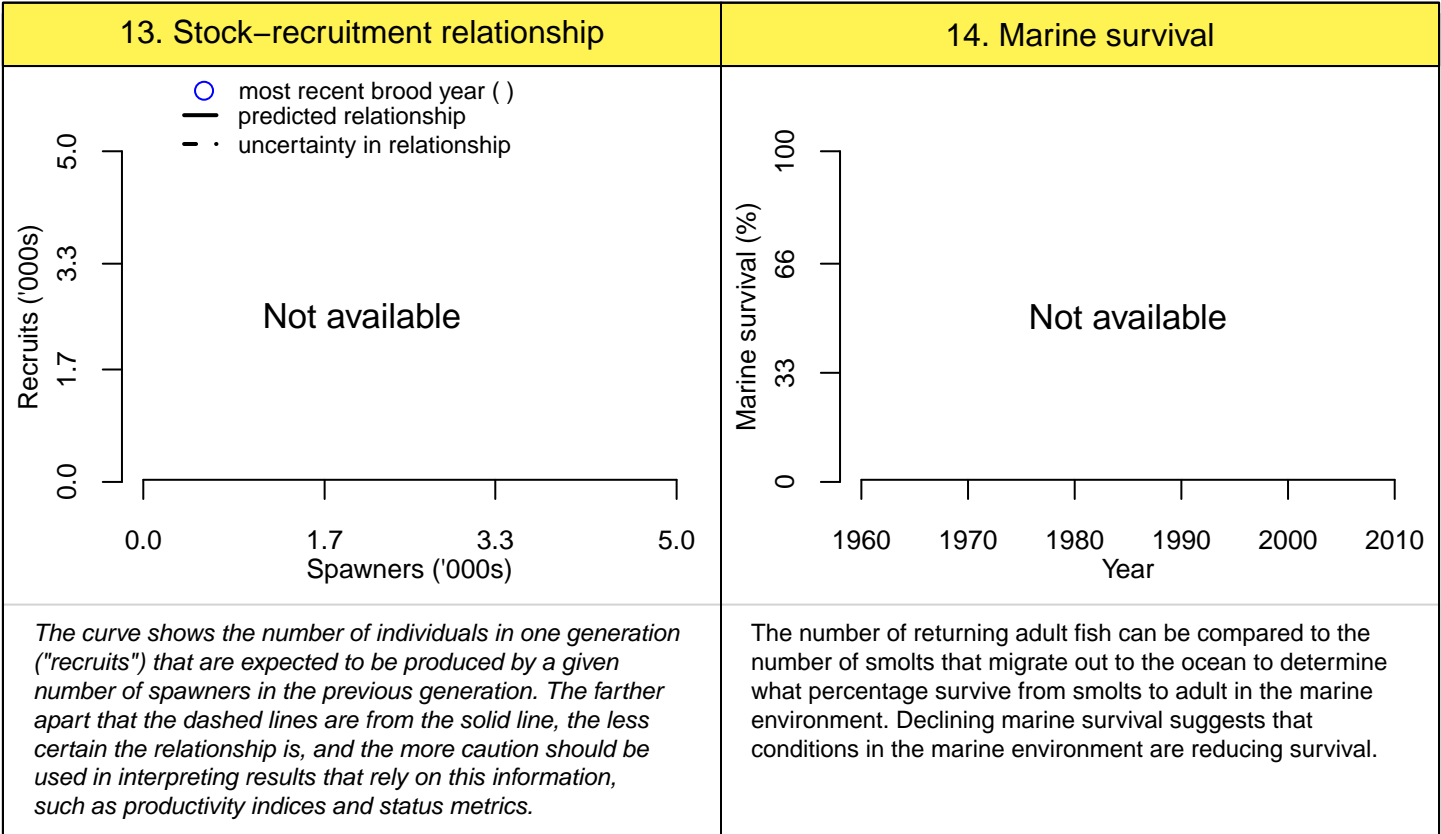 13. Stock−recruitment relationship
most recent brood year ( )
predicted relationship
uncertainty in relationship
Recruits ('000s)
5.0
3.3
1.7
0.0
Not available
0.0 1.7 3.3 5.0
Spawners ('000s)
The curve shows the number of individuals in one generation
("recruits") that are expected to be produced by a given
number of spawners in the previous generation. The farther
apart that the dashed lines are from the solid line, the less
certain the relationship is, and the more caution should be
used in interpreting results that rely on this information,
such as productivity indices and status metrics.
14. Marine survival
Marine survival (%)
100
66
33
0
Not available
1960 1970 1980 1990 2000 2010
Year
The number of returning adult fish can be compared to the
number of smolts that migrate out to the ocean to determine
what percentage survive from smolts to adult in the marine
environment. Declining marine survival suggests that
conditions in the marine environment are reducing survival.